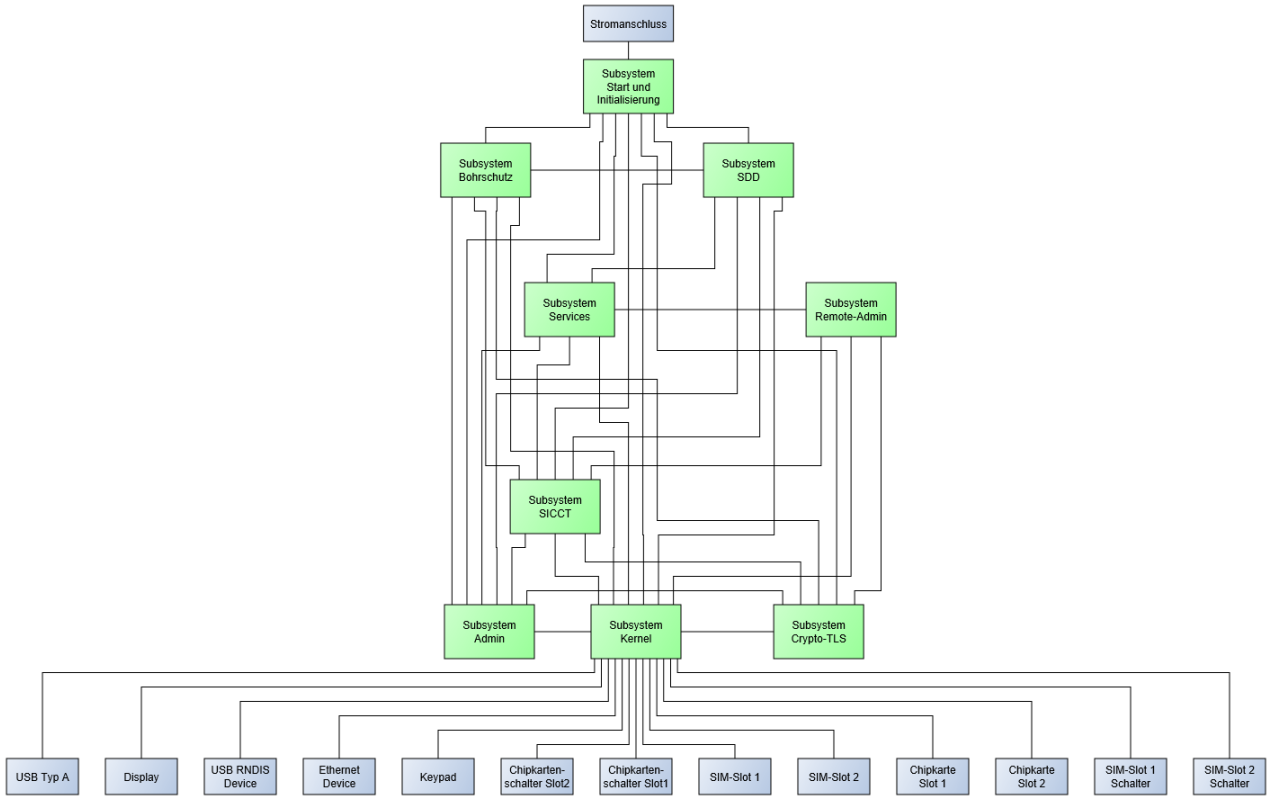 Stromanschluss
Subsystem
Start und
Initialisierung
Subsystem
Bohrschutz
Subsystem
SDD
Subsystem
Services
Subsystem
Remote-Admin
Subsystem
SICCT
Subsystem
Admin
Subsystem
Kernel
Subsystem
Crypto-TLS
USB Typ A
Display
USB RNDIS
Device
Ethernet
Device
Keypad
Chipkarten-
schalter Slot2
Chipkarten-
schalter Slot1
SIM-Slot 1
SIM-Slot 2
Chipkarte
Slot 1
Chipkarte
Slot 2
SIM-Slot 1
Schalter
SIM-Slot 2
Schalter